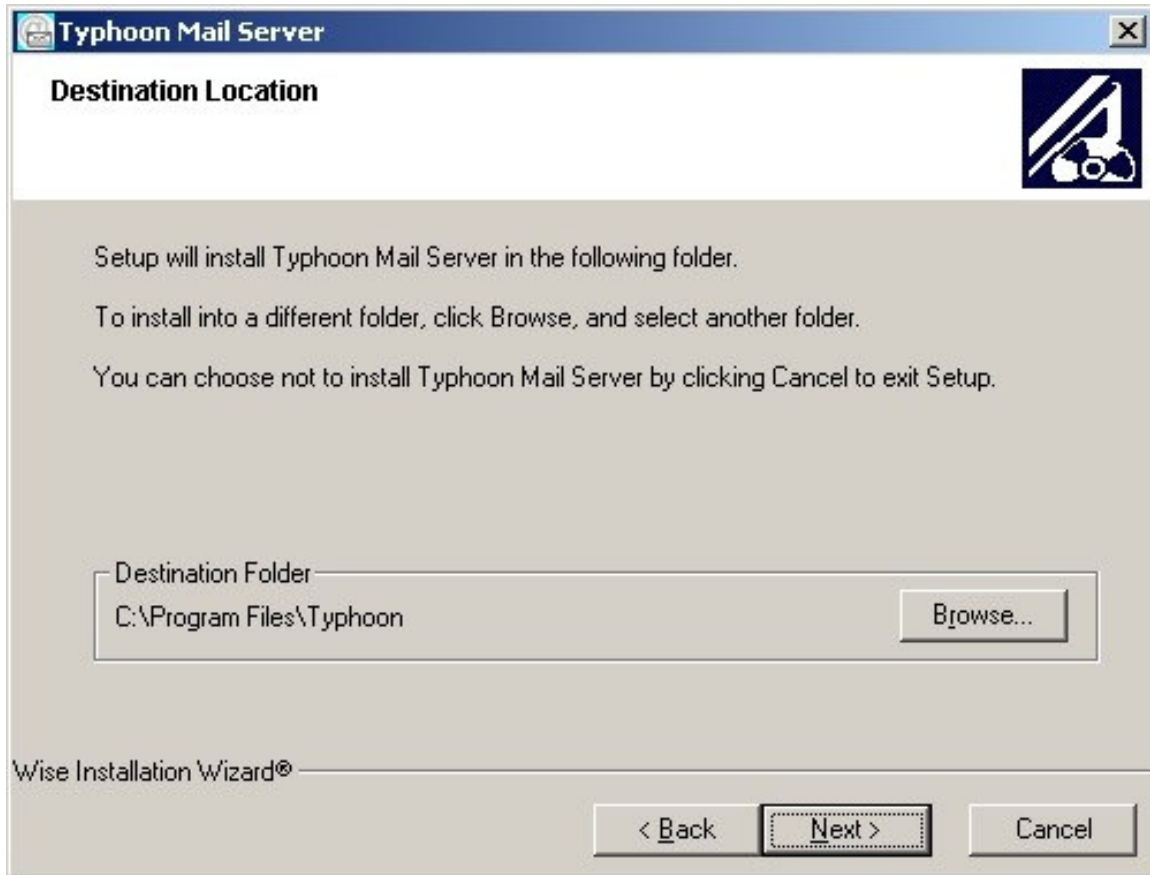 Typhoon Mail Server
Destination Location
Setup will install Typhoon Mail Server in the following folder.
To install into a different folder, click Browse, and select another folder.
You can choose not to install Typhoon Mail Server by clicking Cancel to exit Setup.
Destination Folder
C:\Program Files\Typhoon
Browse...
Wise Installation Wizard®
< Back
Next >
Cancel